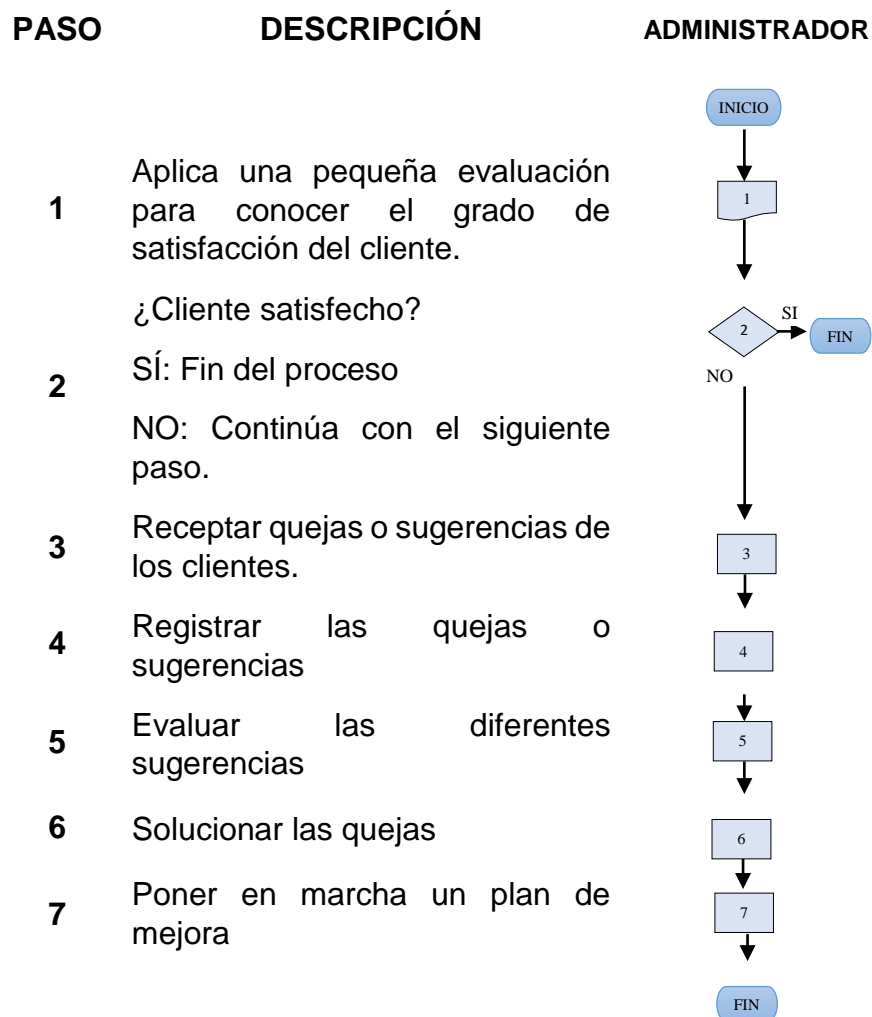 PASO DESCRIPCIÓN ADMINISTRADOR
INICIO
Aplica una pequeña evaluación
1 para conocer el grado de 1
satisfacción del cliente.
¿Cliente satisfecho? SI
2 FIN
SÍ: Fin del proceso
2 NO
NO: Continúa con el siguiente
paso.
Receptar quejas o sugerencias de
3 los clientes. 3
Registrar las quejas o
4 sugerencias 4
Evaluar las diferentes
5 sugerencias 5
6 Solucionar las quejas 6
Poner en marcha un plan de
7 mejora 7
FIN